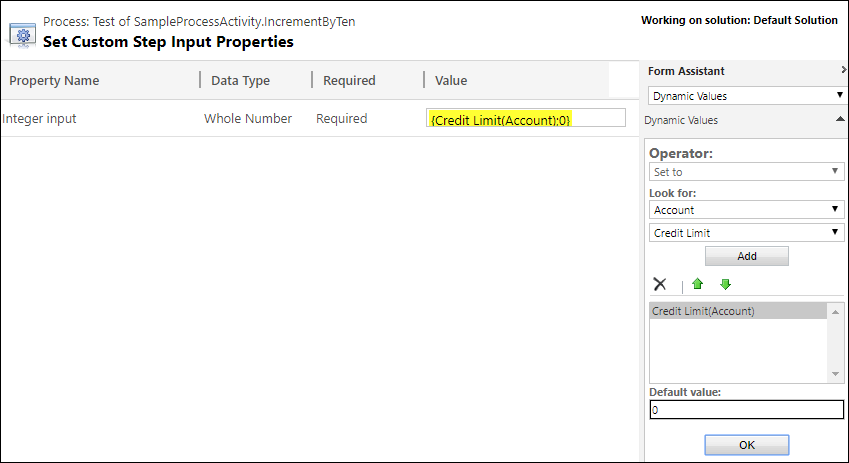 Process: Test of SampleProcessActivity.IncrementByTen
Set Custom Step Input Properties
Working on solution: Default Solution
Property Name Data Type Required Value
Integer input Whole Number Required {Credit Limit(Account);0}
Form Assistant
Dynamic Values
Dynamic Values
Operator:
Set to
Look for:
Account
Credit Limit
Add
Credit Limit(Account)
Default value:
0
OK